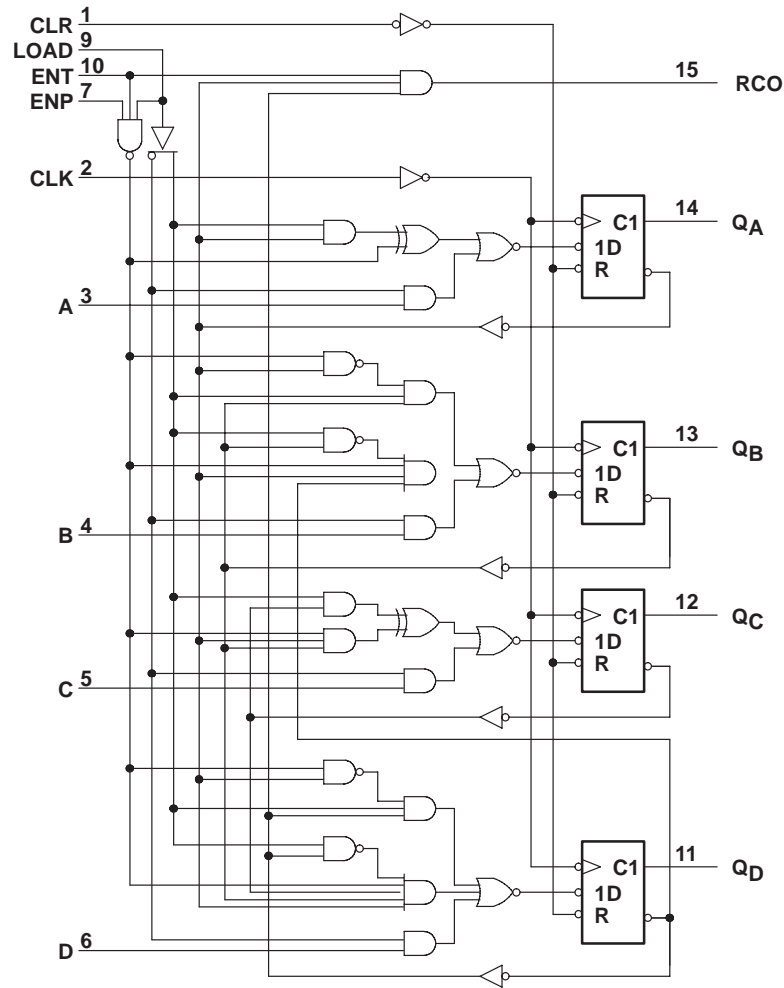 CLR 1
LOAD 9
ENT 10
ENP 7
15 RCO
CLK 2
C1 14 QA
1D
R
A 3
C1 13 QB
1D
R
B 4
C1 12 QC
1D
R
C 5
C1 11 QD
1D
R
D 6